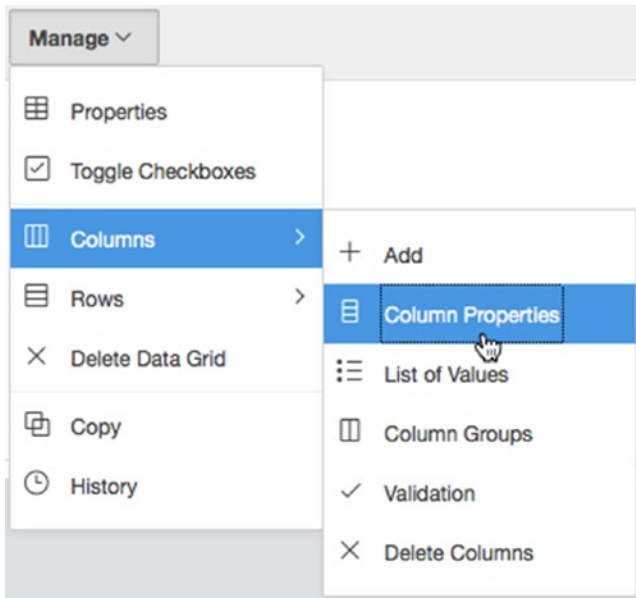 Manage
Properties
Toggle Checkboxes
Columns
Rows
Delete Data Grid
Copy
History
Add
Column Properties
List of Values
Column Groups
Validation
Delete Columns